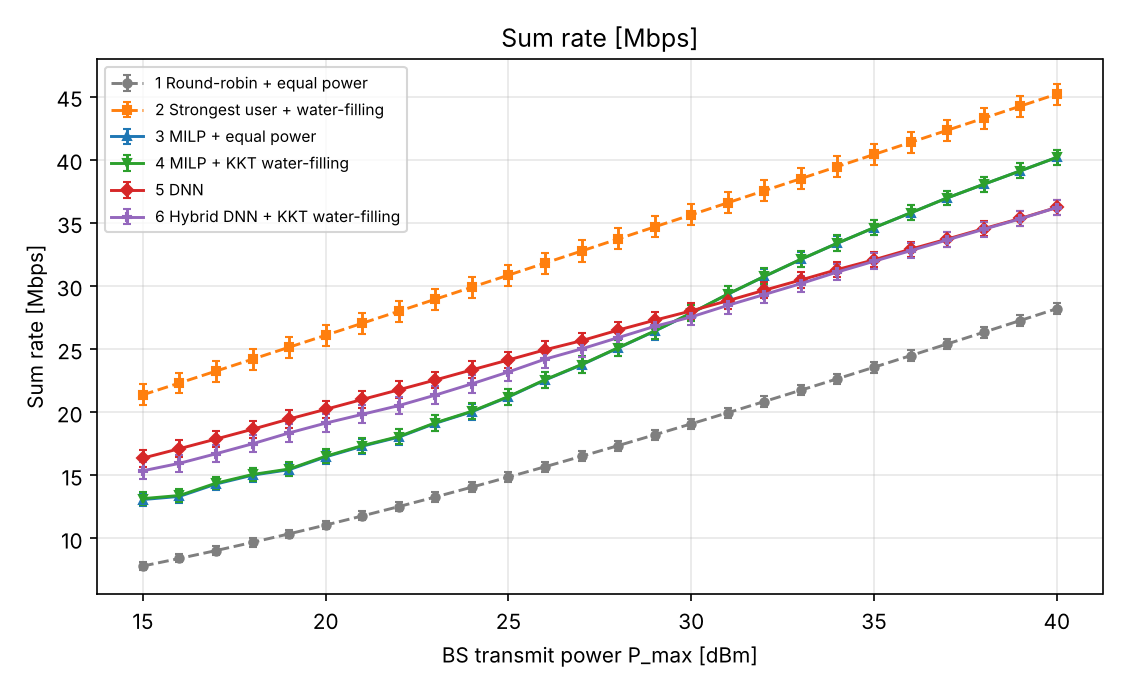 Sum rate [Mbps]
1 Round-robin + equal power
2 Strongest user + water-filling
3 MILP + equal power
4 MILP + KKT water-filling
5 DNN
6 Hybrid DNN + KKT water-filling
Sum rate [Mbps]
45
40
35
30
25
20
15
10
15 20 25 30 35 40
BS transmit power P_max [dBm]